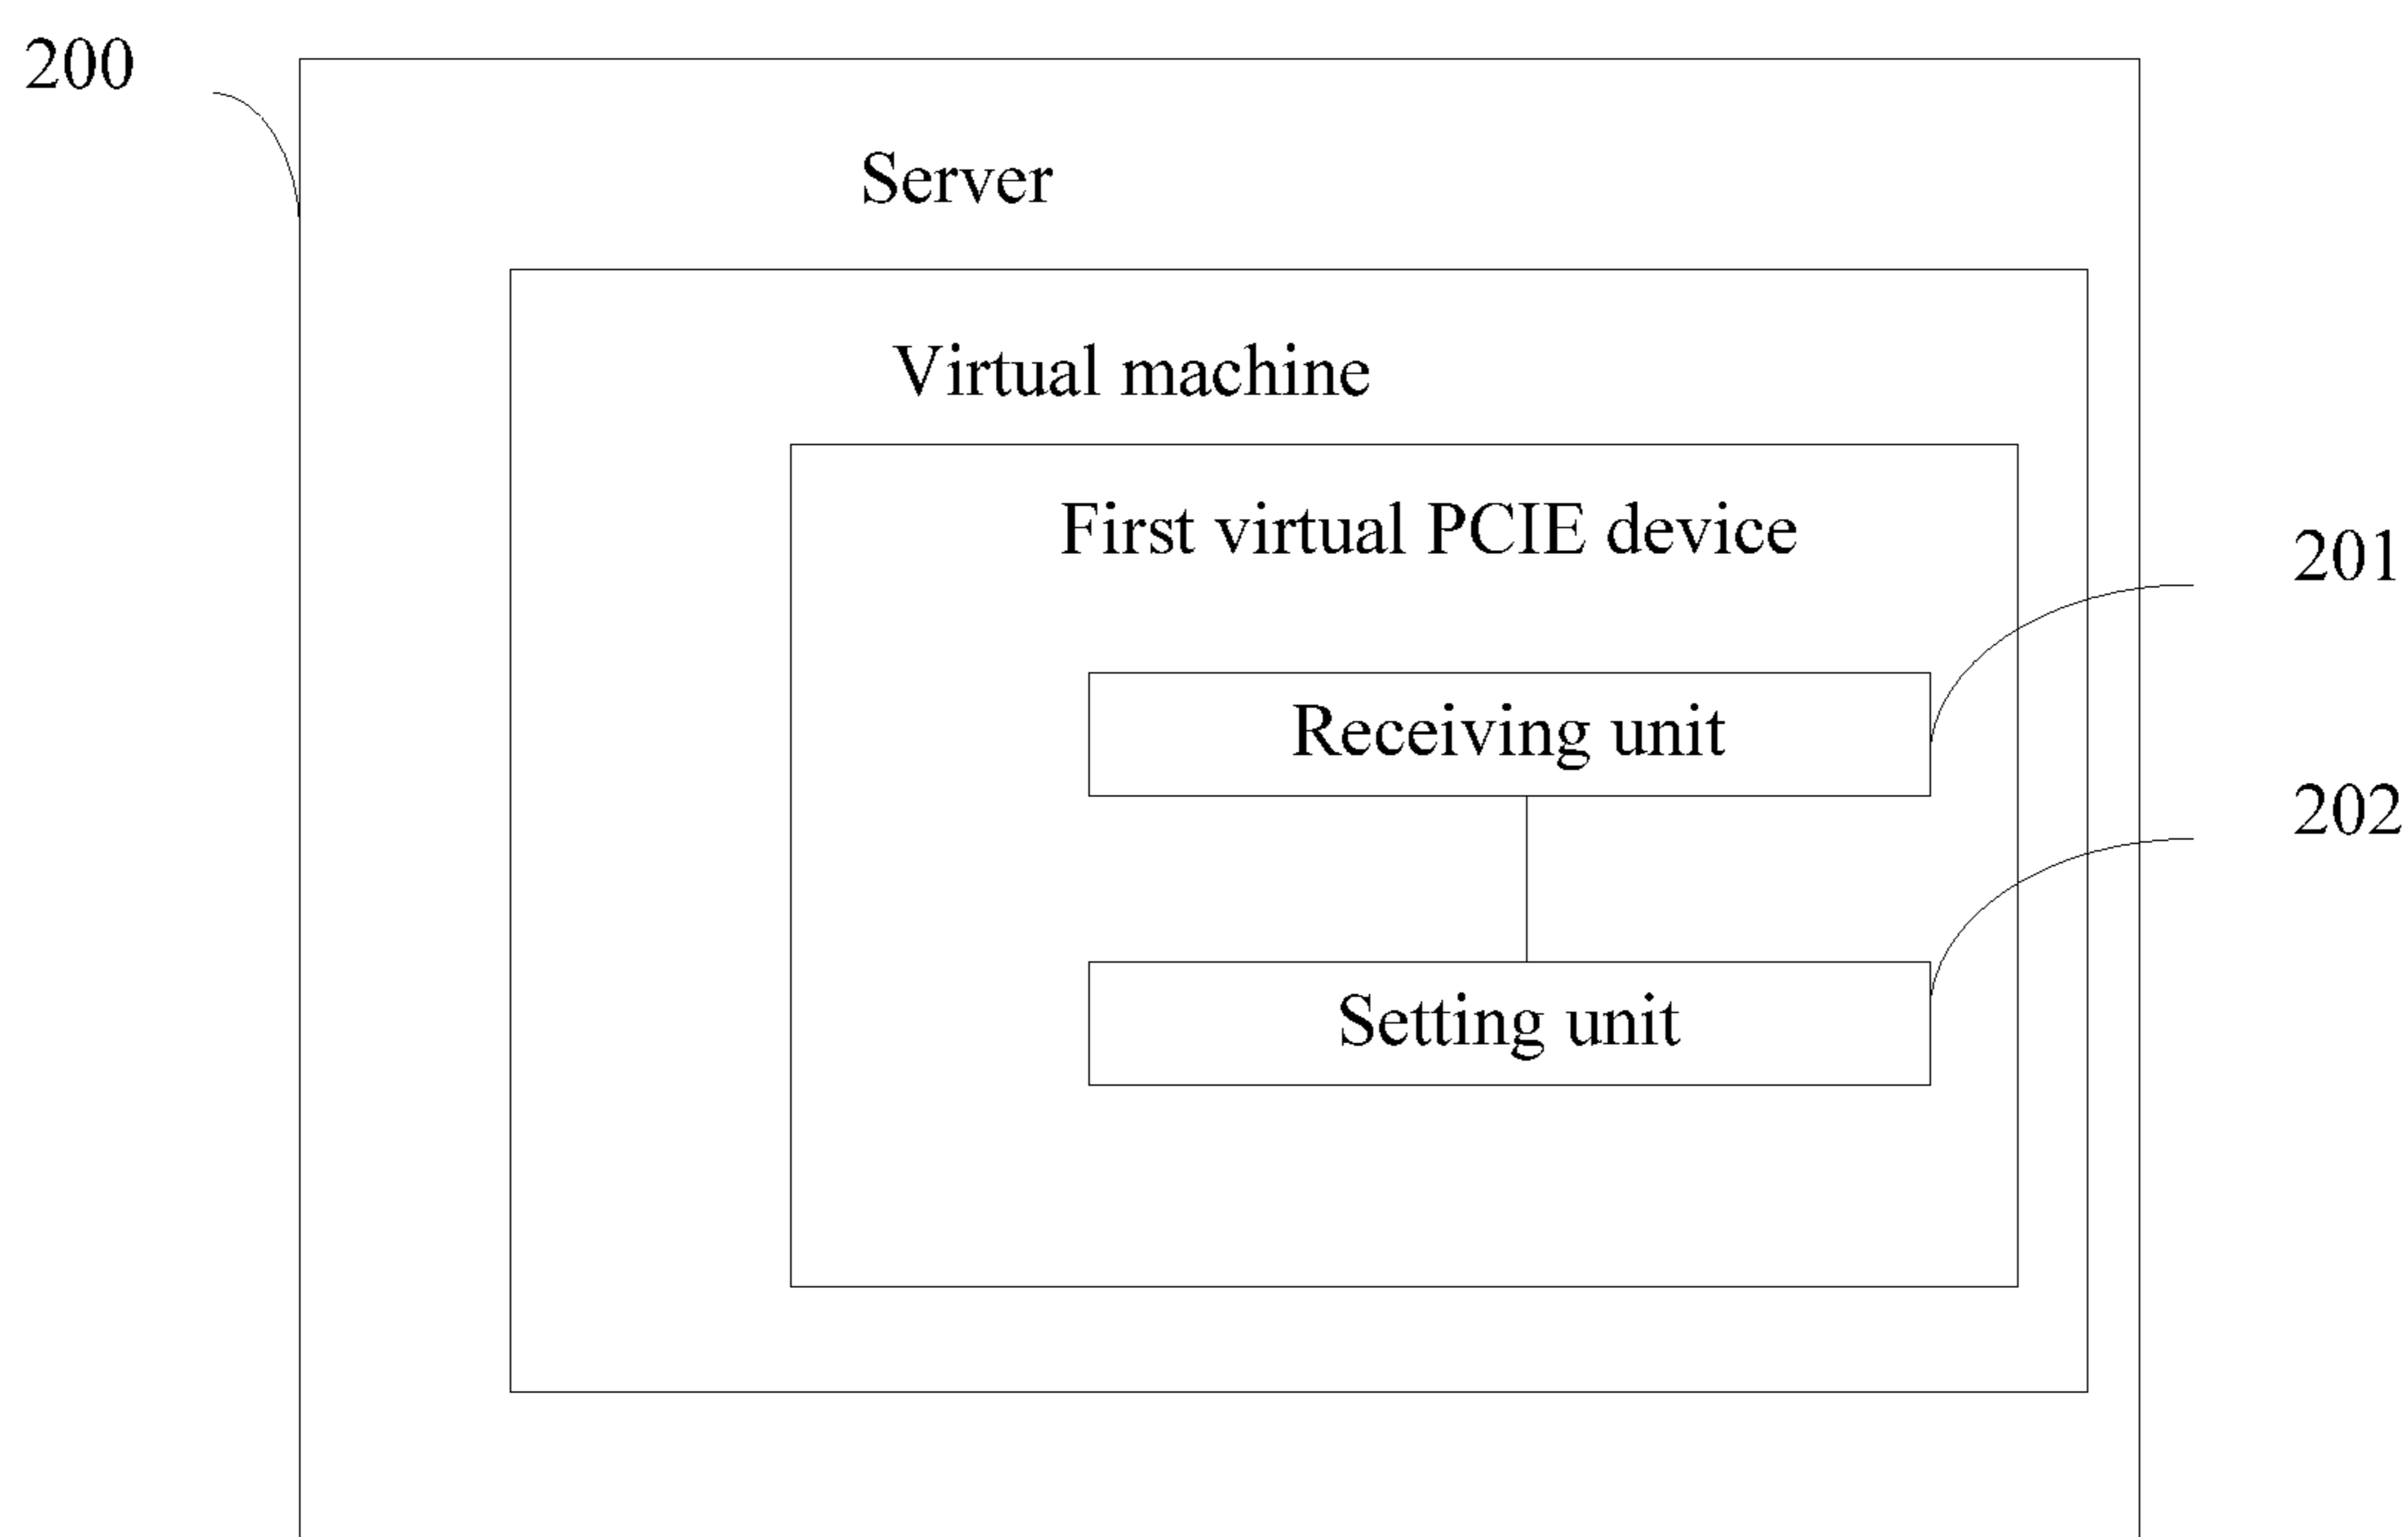 200
Server
Virtual machine
First virtual PCIE device
201
Receiving unit
202
Setting unit